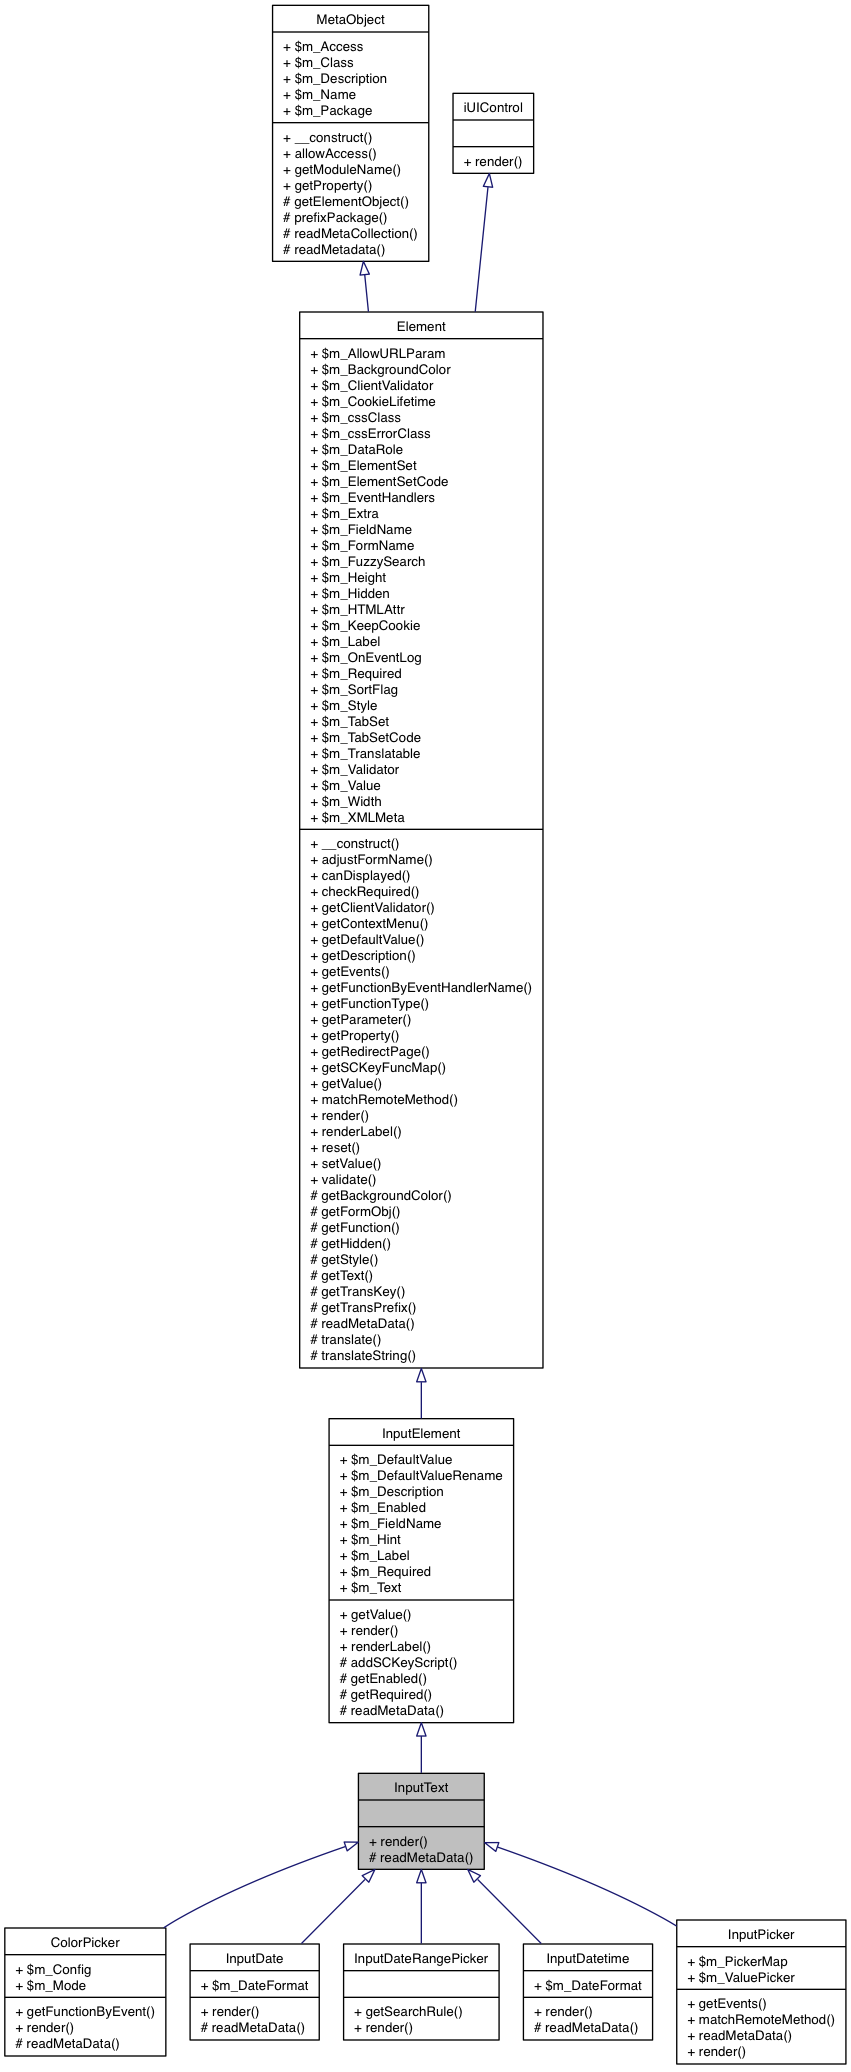 MetaObject
+ $m_Access
+ $m_Class
+ $m_Description
+ $m_Name
+ $m_Package
+ __construct()
+ allowAccess()
+ getModuleName()
+ getProperty()
# getElementObject()
# prefixPackage()
# readMetaCollection()
# readMetadata()
iUIControl
+ render()
Element
+ $m_AllowURLParam
+ $m_BackgroundColor
+ $m_ClientValidator
+ $m_CookieLifetime
+ $m_cssClass
+ $m_cssErrorClass
+ $m_DataRole
+ $m_ElementSet
+ $m_ElementSetCode
+ $m_EventHandlers
+ $m_Extra
+ $m_FieldName
+ $m_FormName
+ $m_FuzzySearch
+ $m_Height
+ $m_Hidden
+ $m_HTMLAttr
+ $m_KeepCookie
+ $m_Label
+ $m_OnEventLog
+ $m_Required
+ $m_SortFlag
+ $m_Style
+ $m_TabSet
+ $m_TabSetCode
+ $m_Translatable
+ $m_Validator
+ $m_Value
+ $m_Width
+ $m_XMLMeta
+ __construct()
+ adjustFormName()
+ canDisplayed()
+ checkRequired()
+ getClientValidator()
+ getContextMenu()
+ getDefaultValue()
+ getDescription()
+ getEvents()
+ getFunctionByEventHandlerName()
+ getFunctionType()
+ getParameter()
+ getProperty()
+ getRedirectPage()
+ getSCKeyFuncMap()
+ getValue()
+ matchRemoteMethod()
+ render()
+ renderLabel()
+ reset()
+ setValue()
+ validate()
# getBackgroundColor()
# getFormObj()
# getFunction()
# getHidden()
# getStyle()
# getText()
# getTransKey()
# getTransPrefix()
# readMetaData()
# translate()
# translateString()
InputElement
+ $m_DefaultValue
+ $m_DefaultValueRename
+ $m_Description
+ $m_Enabled
+ $m_FieldName
+ $m_Hint
+ $m_Label
+ $m_Required
+ $m_Text
+ getValue()
+ render()
+ renderLabel()
# addSCKeyScript()
# getEnabled()
# getRequired()
# readMetaData()
InputText
+ render()
# readMetaData()
ColorPicker
+ $m_Config
+ $m_Mode
+ getFunctionByEvent()
+ render()
# readMetaData()
InputDate
+ $m_DateFormat
+ render()
# readMetaData()
InputDateRangePicker
+ getSearchRule()
+ render()
InputDatetime
+ $m_DateFormat
+ render()
# readMetaData()
InputPicker
+ $m_PickerMap
+ $m_ValuePicker
+ getEvents()
+ matchRemoteMethod()
+ readMetaData()
+ render()